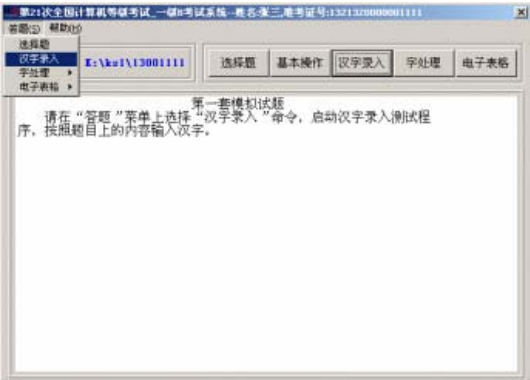 第21次全国计算机等级考试_一级B考试系统--姓名:张三,准考证号:1321320000001111
答题(S) 帮助(H)
选择题
汉字录入
字处理
电子表格
K:\ks1\13001111
选择题 基本操作 汉字录入 字处理 电子表格
第一套模拟试题
请在“答题”菜单上选择“汉字录入”命令，启动汉字录入测试程
序，按照题目上的内容输入汉字。